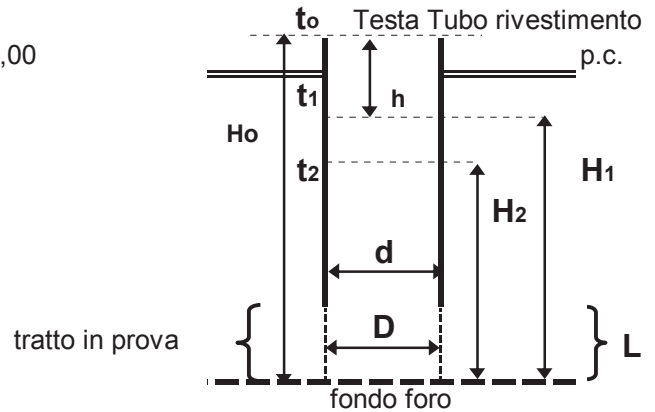 to Testa Tubo rivestimento
,00 p.c.
t1 h
Ho
t2 H1
H2
d
D
tratto in prova L
fondo foro